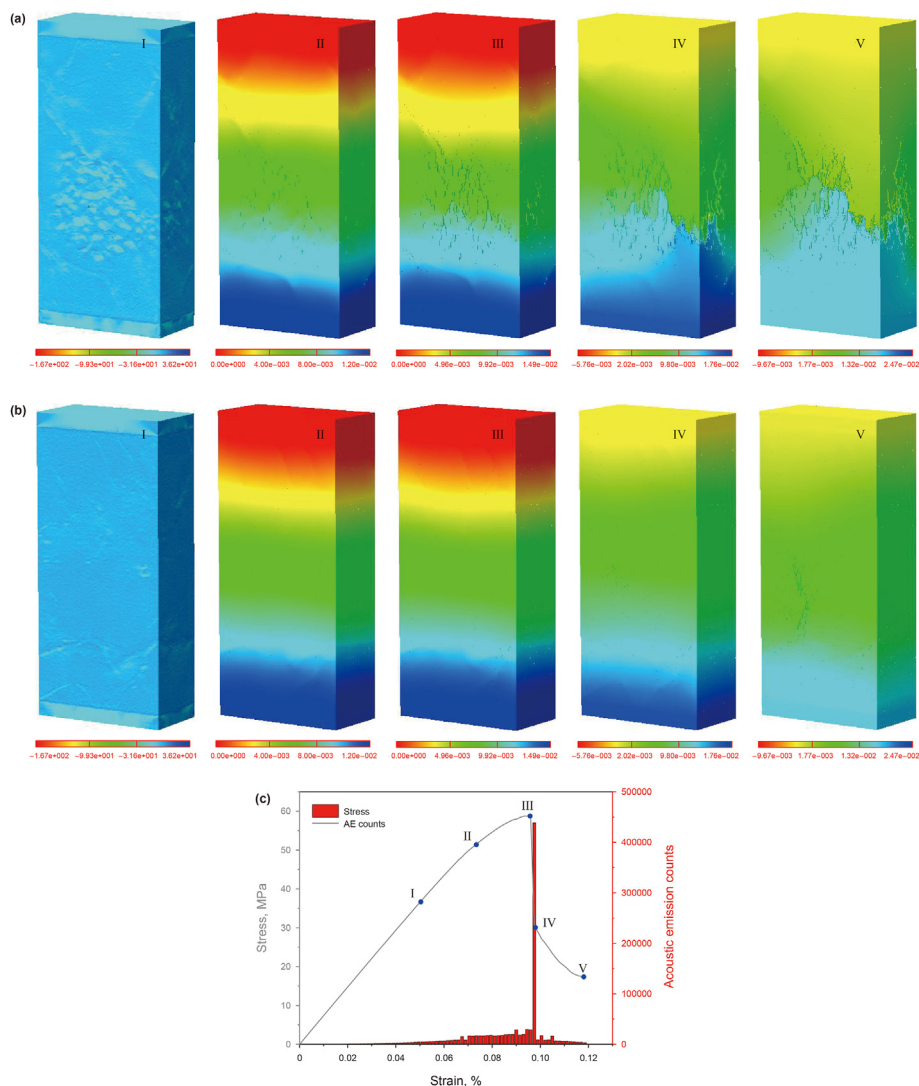 (a)
I II III IV V
−1.67e+002 −9.93e+001 −3.16e+001 3.62e+001
0.00e+000 4.00e−003 8.00e−003 1.20e−002
0.00e+000 4.96e−003 9.92e−003 1.49e−002
−5.76e−003 2.02e−003 9.80e−003 1.76e−002
−9.67e−003 1.77e−003 1.32e−002 2.47e−002
(b)
I II III IV V
−1.67e+002 −9.93e+001 −3.16e+001 3.62e+001
0.00e+000 4.00e−003 8.00e−003 1.20e−002
0.00e+000 4.96e−003 9.92e−003 1.49e−002
−5.76e−003 2.02e−003 9.80e−003 1.76e−002
−9.67e−003 1.77e−003 1.32e−002 2.47e−002
(c)
Stress
AE counts
I
II
III
IV
V
Stress, MPa
60
50
40
30
20
10
0
Acoustic emission counts
500000
400000
300000
200000
100000
0
0 0.02 0.04 0.06 0.08 0.10 0.12
Strain, %